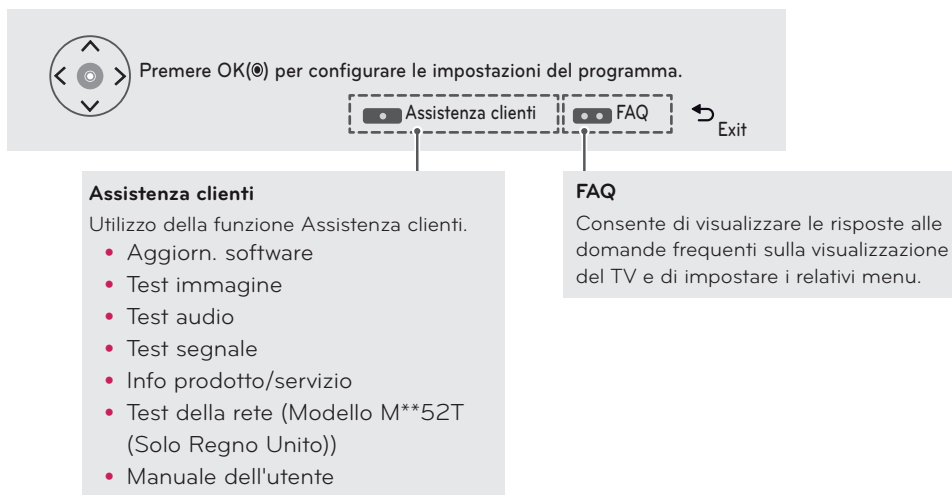 Premere OK(◉) per configurare le impostazioni del programma.
Assistenza clienti
FAQ
Exit
Assistenza clienti
Utilizzo della funzione Assistenza clienti.
• Aggiorn. software
• Test immagine
• Test audio
• Test segnale
• Info prodotto/servizio
• Test della rete (Modello M**52T
(Solo Regno Unito))
• Manuale dell'utente
FAQ
Consente di visualizzare le risposte alle
domande frequenti sulla visualizzazione
del TV e di impostare i relativi menu.